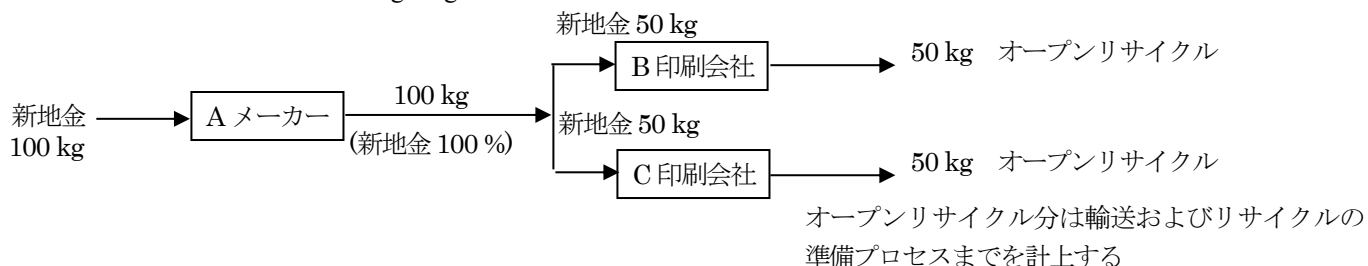 新地金 50 kg
B 印刷会社
50 kg オープンリサイクル
新地金
100 kg
A メーカー
100 kg
(新地金 100 %)
新地金 50 kg
C 印刷会社
50 kg オープンリサイクル
オープンリサイクル分は輸送およびリサイクルの
準備プロセスまでを計上する